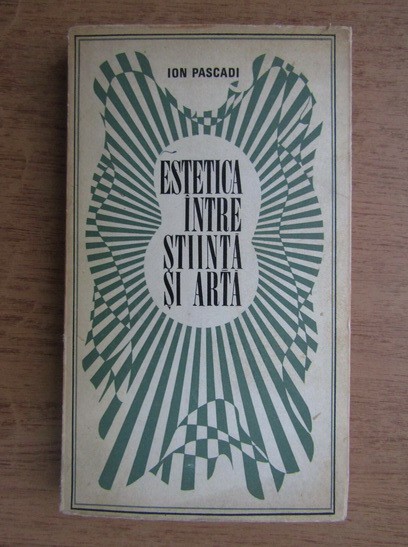 ION PASCADI
ESTETICA
ÎNTRE
ȘTIINȚĂ
ȘI ARTĂ